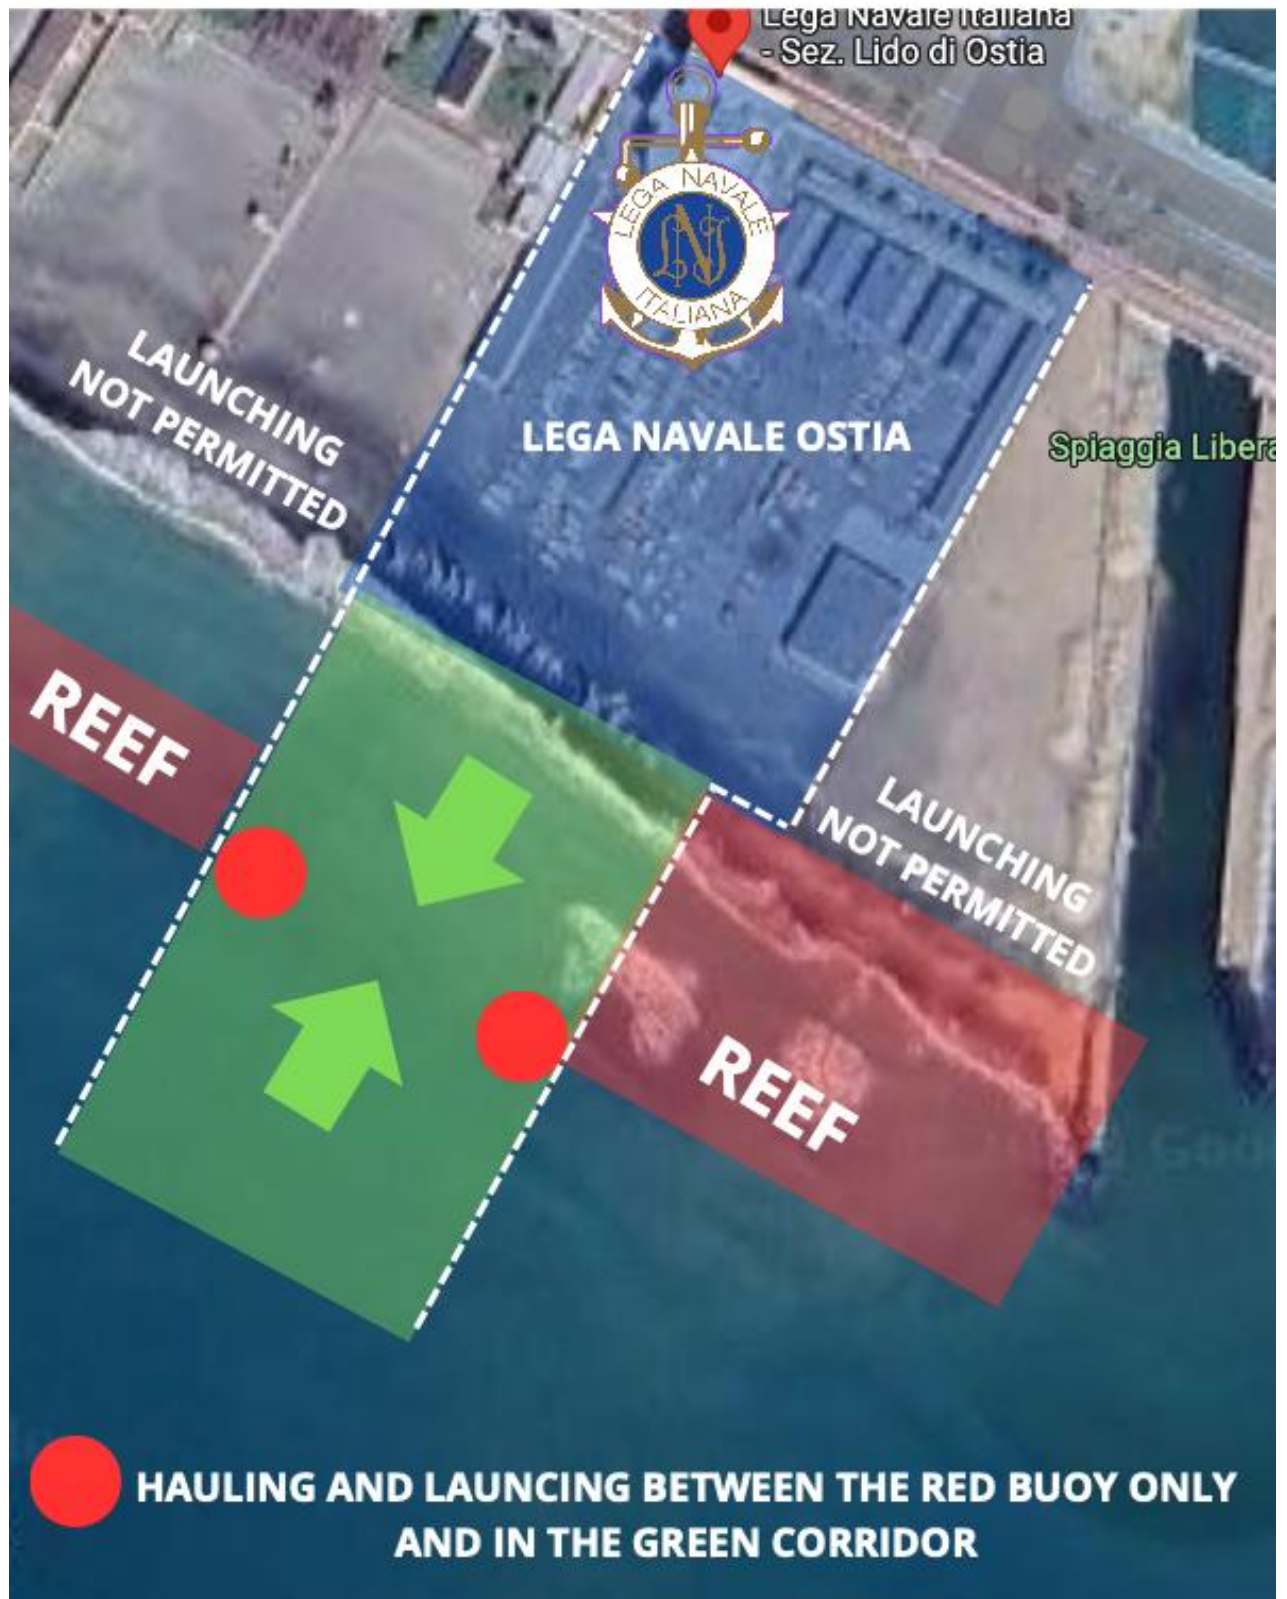 Lega Navale Italiana
- Sez. Lido di Ostia
LEGA NAVALE
ITALIANA
LAUNCHING
NOT PERMITTED
LEGA NAVALE OSTIA
Spiaggia Libera
REEF
LAUNCHING
NOT PERMITTED
REEF
HAULING AND LAUNCING BETWEEN THE RED BUOY ONLY
AND IN THE GREEN CORRIDOR